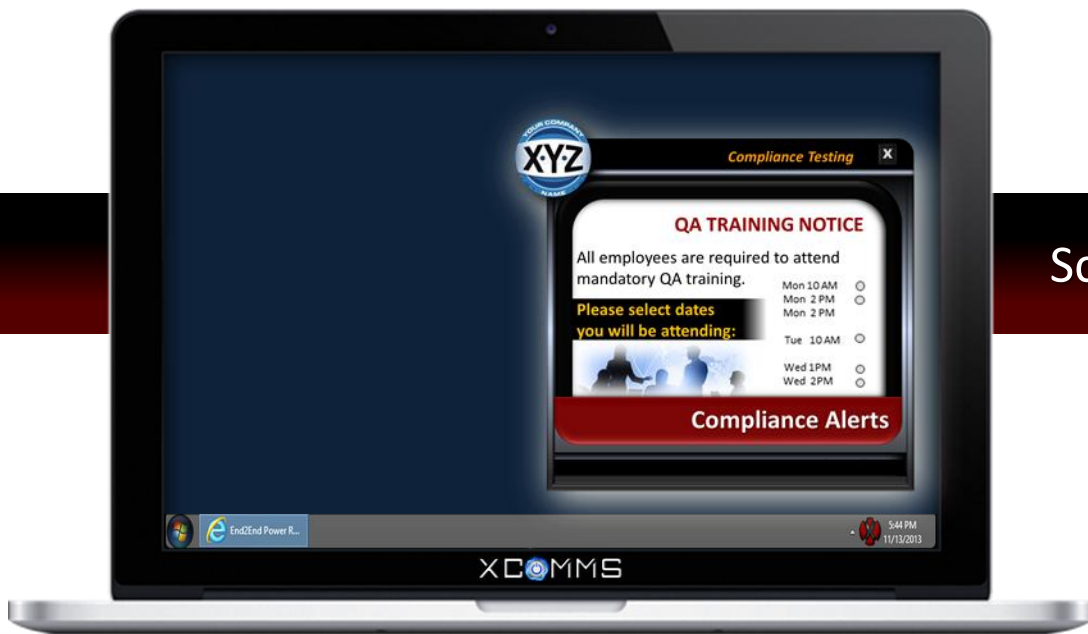 YOUR COMPANY
X·Y·Z
NAME
Compliance Testing
X
QA TRAINING NOTICE
All employees are required to attend
mandatory QA training.
Please select dates
you will be attending:
Mon 10 AM
Mon 2 PM
Mon 2 PM
Tue 10 AM
Wed 1PM
Wed 2PM
Compliance Alerts
End2End Power R...
5:44 PM
11/13/2013
XCOMMS